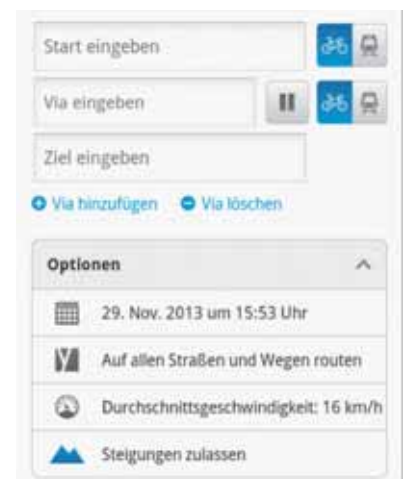 Start eingeben
Via eingeben
Ziel eingeben
Via hinzufügen Via löschen
Optionen
29. Nov. 2013 um 15:53 Uhr
Auf allen Straßen und Wegen routen
Durchschnittsgeschwindigkeit: 16 km/h
Steigungen zulassen